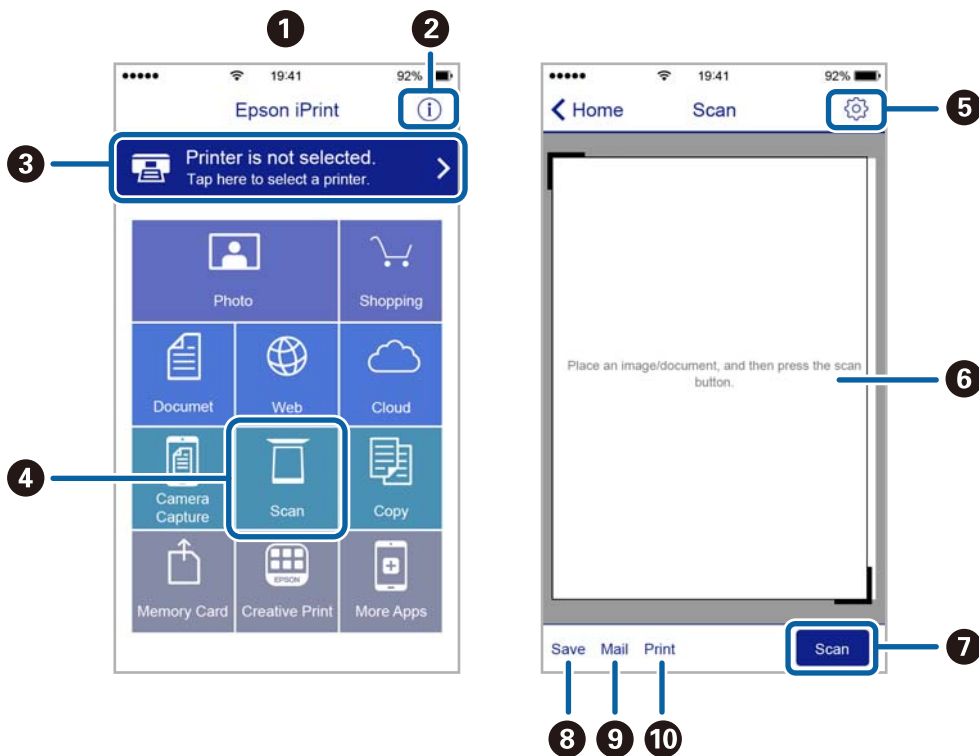 1
2
19:41
92%
Epson iPrint
i
3
Printer is not selected.
Tap here to select a printer.
Photo
Shopping
Documet
Web
Cloud
4
Camera
Capture
Scan
Copy
EPSON
Memory Card
Creative Print
More Apps
19:41
92%
Home
Scan
5
Place an image/document, and then press the scan
button.
6
Save
Mail
Print
Scan
7
8
9
10